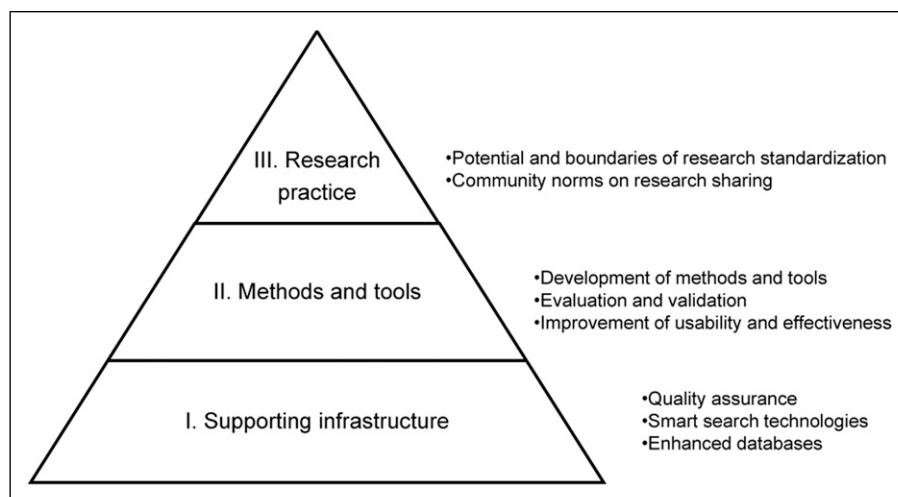 III. Research
practice
•Potential and boundaries of research standardization
•Community norms on research sharing
II. Methods and tools
•Development of methods and tools
•Evaluation and validation
•Improvement of usability and effectiveness
I. Supporting infrastructure
•Quality assurance
•Smart search technologies
•Enhanced databases